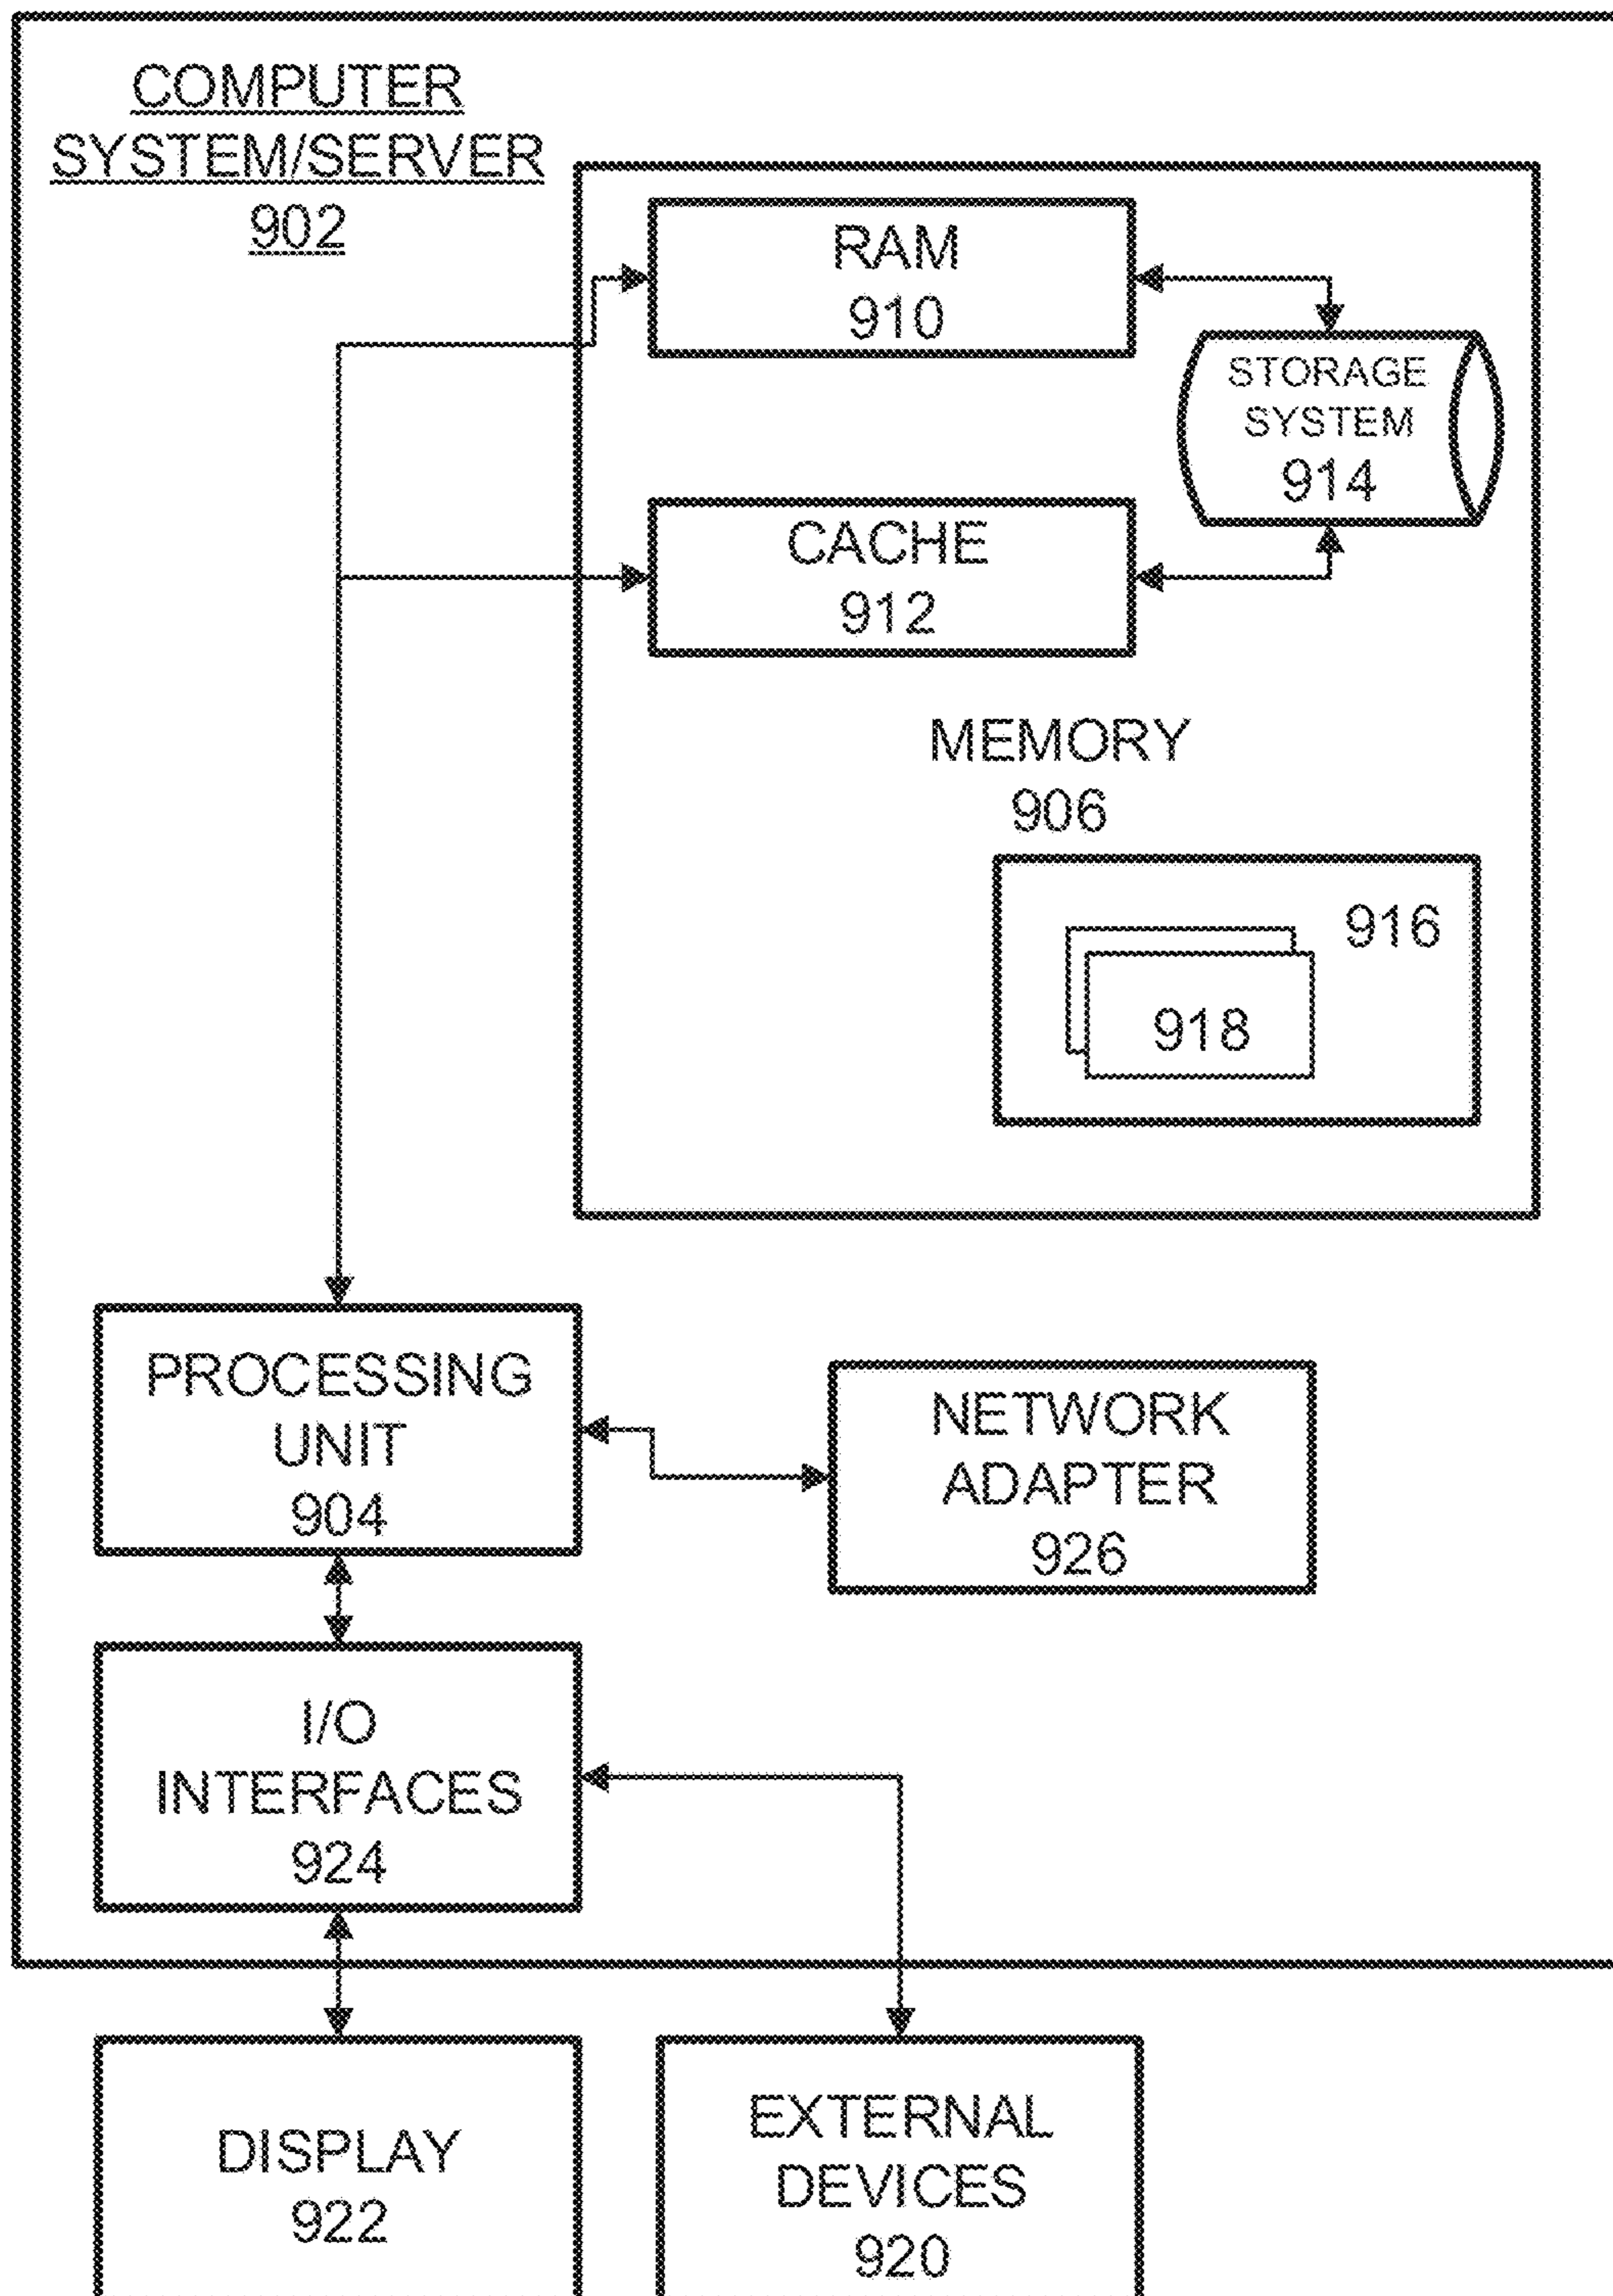 COMPUTER
SYSTEM/SERVER
902
RAM
910
STORAGE
SYSTEM
914
CACHE
912
MEMORY
906
916
918
PROCESSING
UNIT
904
NETWORK
ADAPTER
926
I/O
INTERFACES
924
DISPLAY
922
EXTERNAL
DEVICES
920